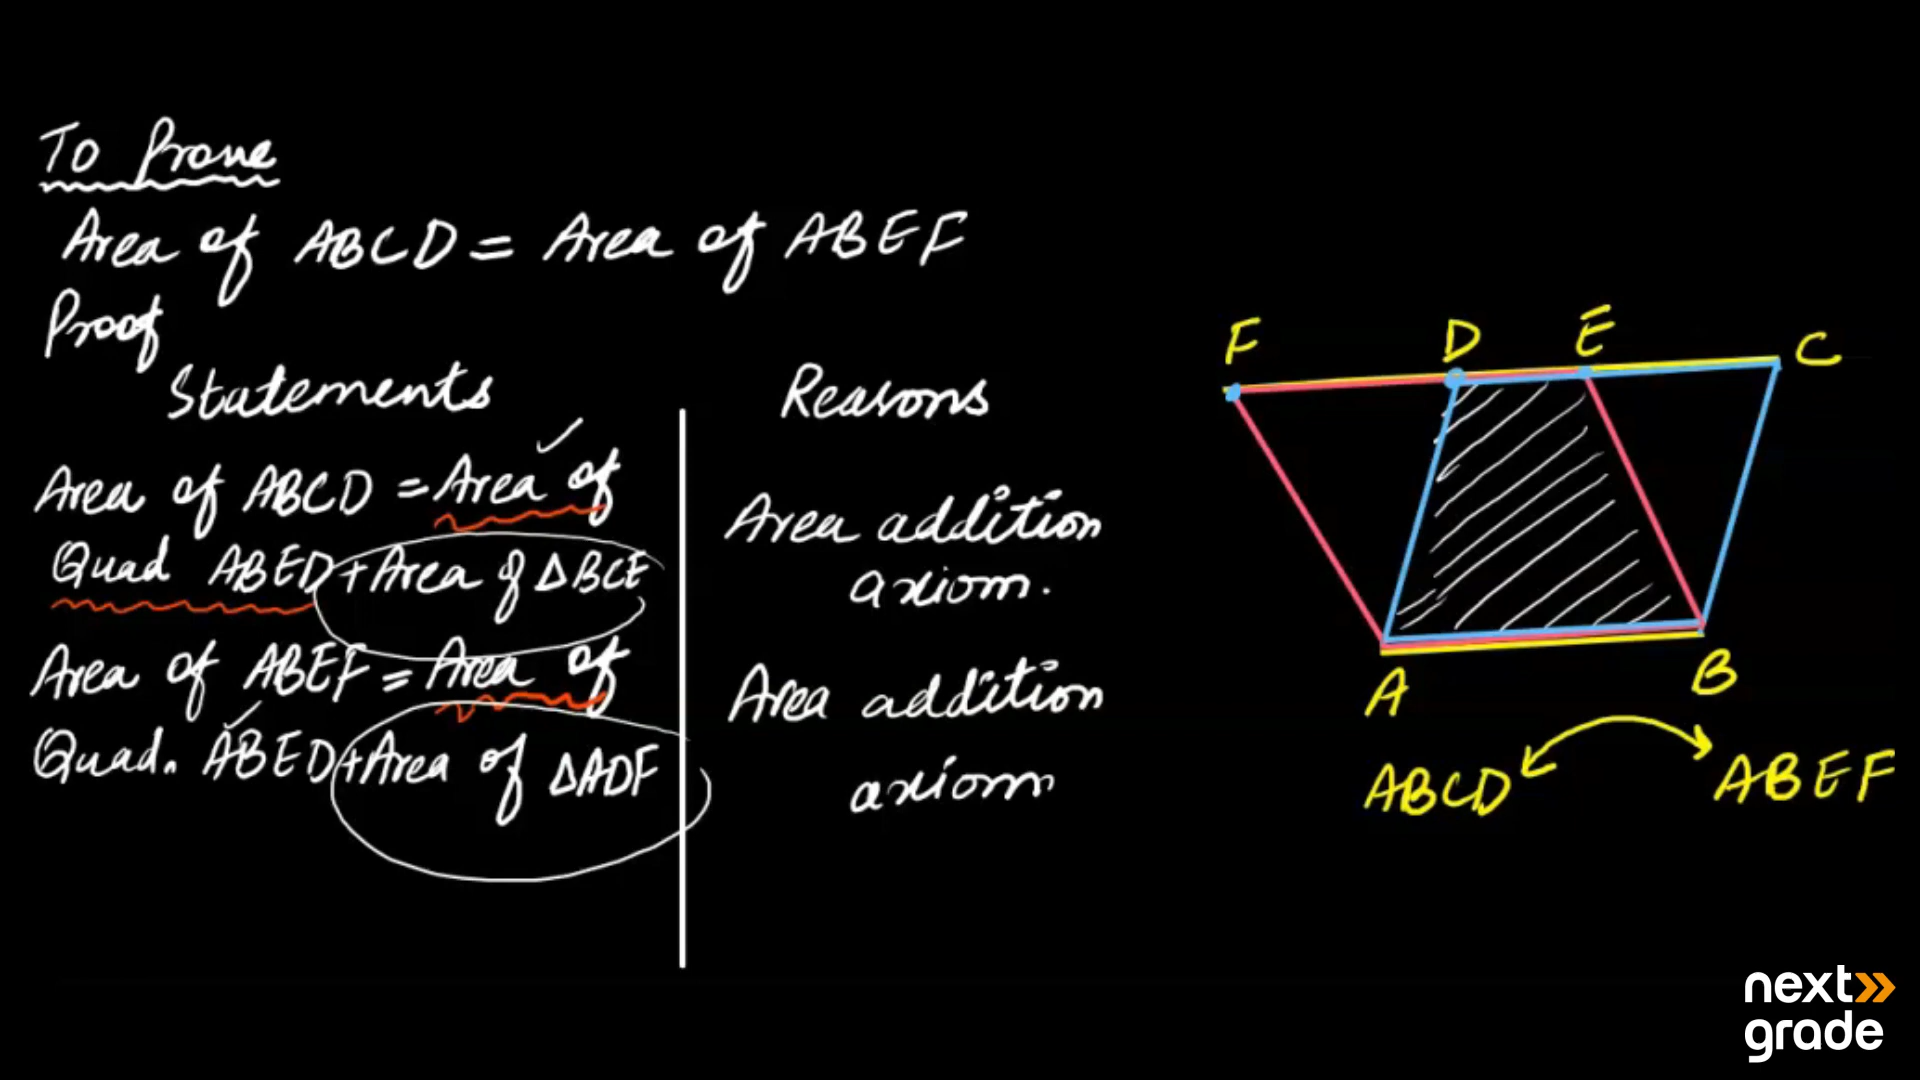 To Prove
Area of ABCD = Area of ABEF
Proof
Statements
Area of ABCD = Area of
Quad ABED + Area of ΔBCE
Area of ABEF = Area of
Quad. ABED + Area of ΔADF
Reasons
Area addition
axiom.
Area addition
axiom
F D E C
A B
ABCD ABEF
next
grade